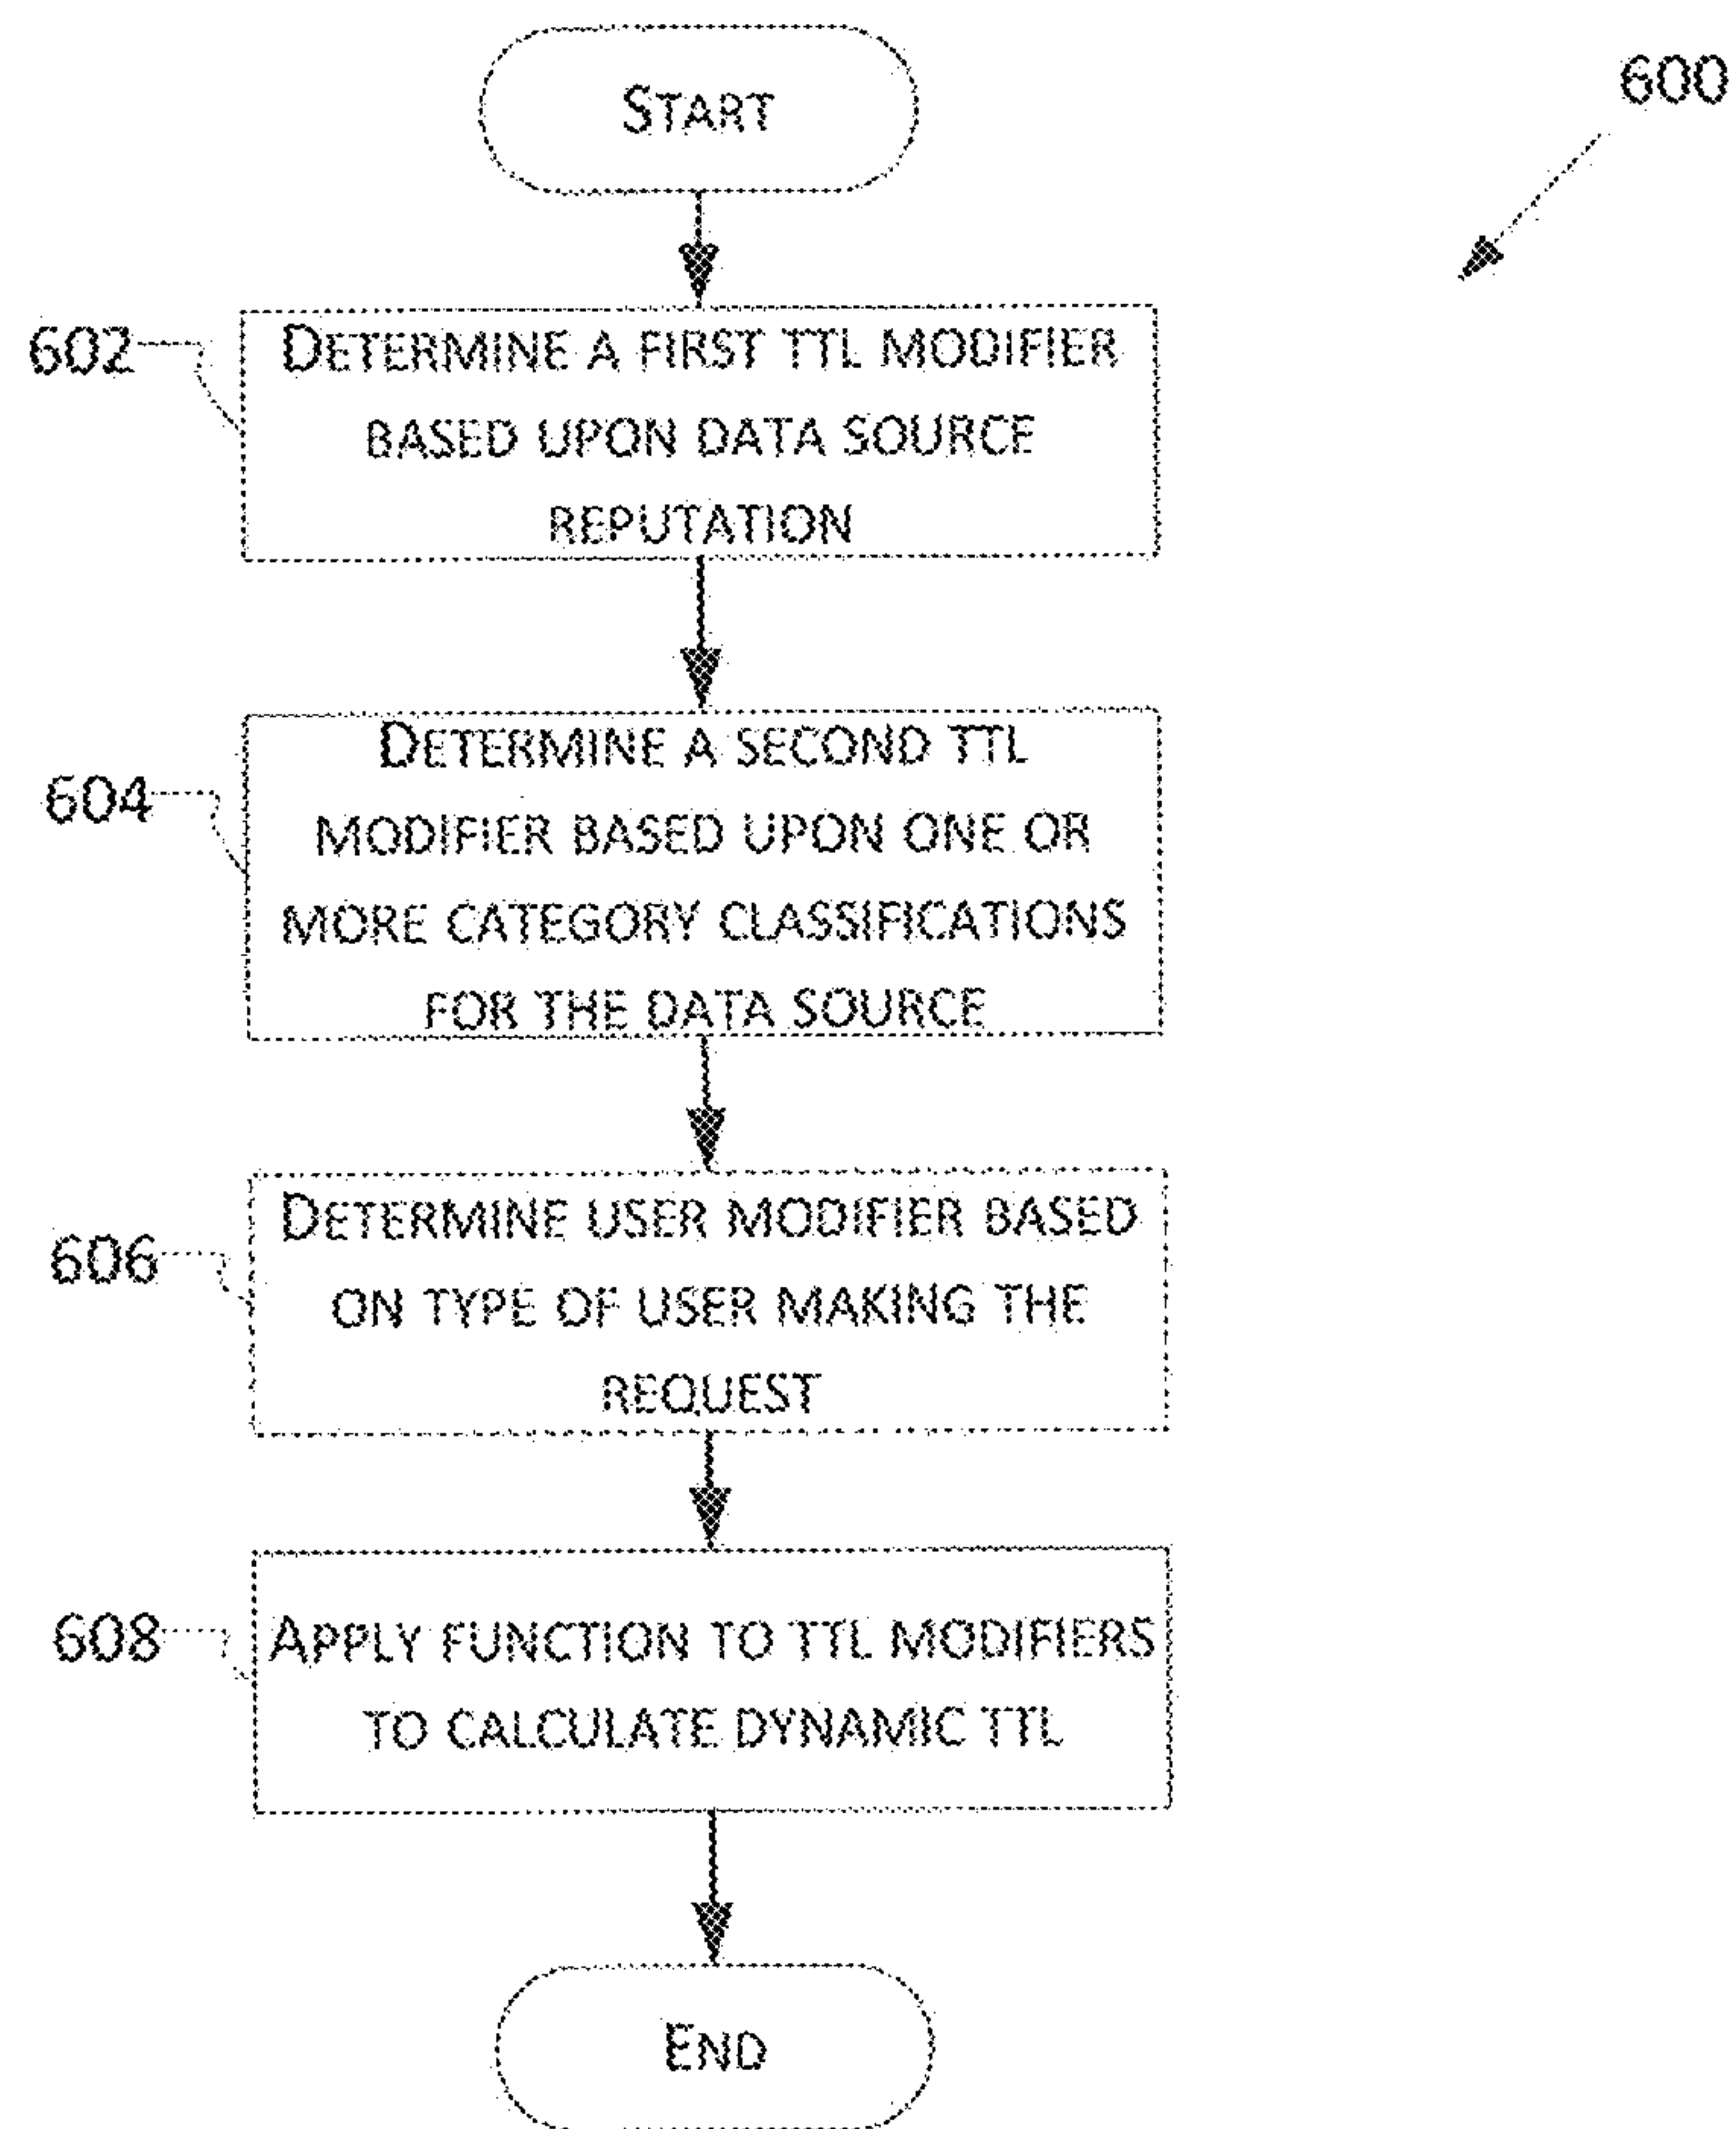 START
600
602
DETERMINE A FIRST TTL MODIFIER
BASED UPON DATA SOURCE
REPUTATION
604
DETERMINE A SECOND TTL
MODIFIER BASED UPON ONE OR
MORE CATEGORY CLASSIFICATIONS
FOR THE DATA SOURCE
606
DETERMINE USER MODIFIER BASED
ON TYPE OF USER MAKING THE
REQUEST
608
APPLY FUNCTION TO TTL MODIFIERS
TO CALCULATE DYNAMIC TTL
END